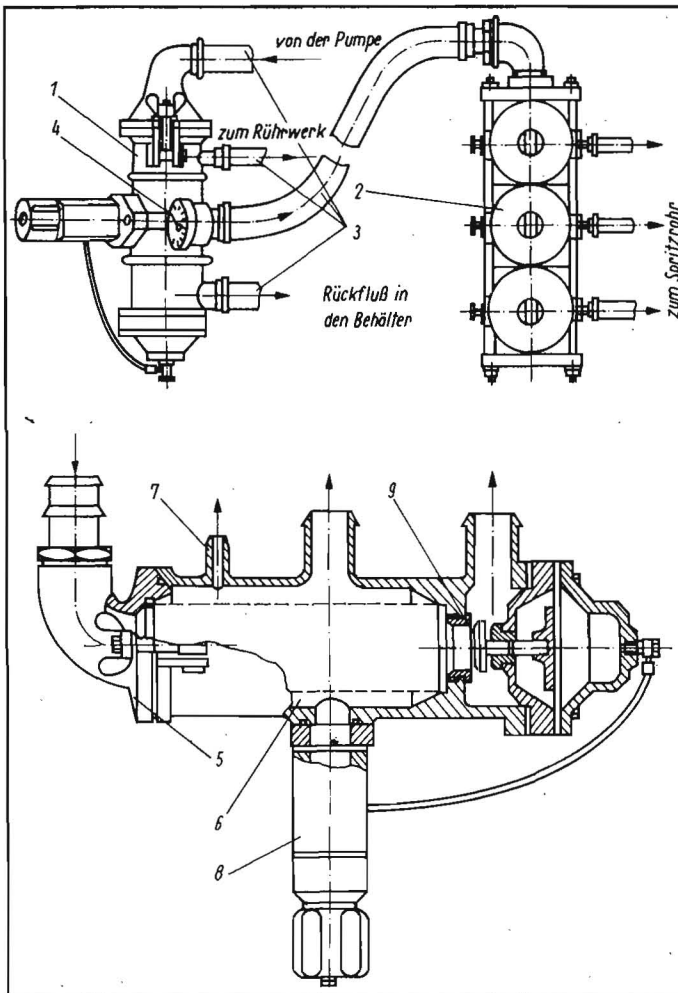 von der Pumpe
1
4
zum Rührwerk
2
3
Rückfluß in
den Behälter
zum Spritzrohr
7
9
5
6
8